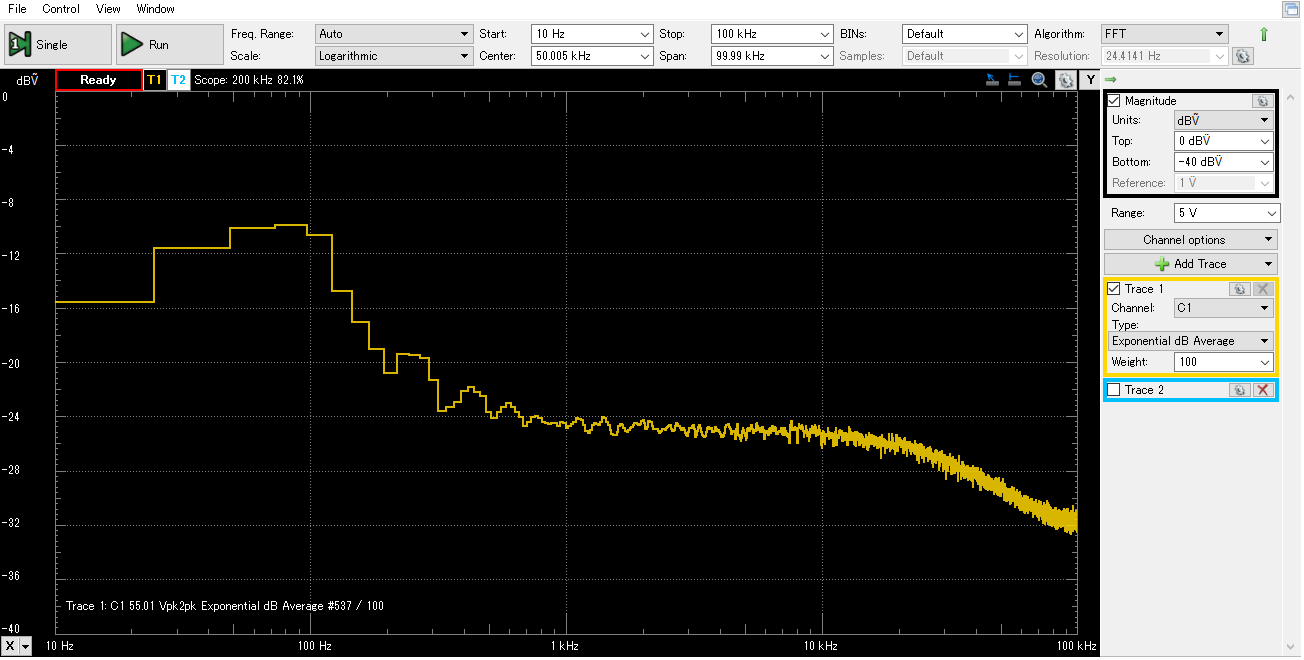 File Control View Window
Single Run Freq. Range: Auto Start: 10 Hz Stop: 100 kHz BINs: Default Algorithm: FFT
Scale: Logarithmic Center: 50.005 kHz Span: 99.99 kHz Samples: Default Resolution: 24.4141 Hz
dBṼ Ready T1 T2 Scope: 200 kHz 82.1% Y
0
-4
-8
-12
-16
-20
-24
-28
-32
-36
-40
Trace 1: C1 55.01 Vpk2pk Exponential dB Average #537 / 100
X 10 Hz 100 Hz 1 kHz 10 kHz 100 kHz
Magnitude
Units: dBṼ
Top: 0 dBṼ
Bottom: -40 dBṼ
Reference: 1 Ṽ
Range: 5 V
Channel options
Add Trace
Trace 1
Channel: C1
Type:
Exponential dB Average
Weight: 100
Trace 2